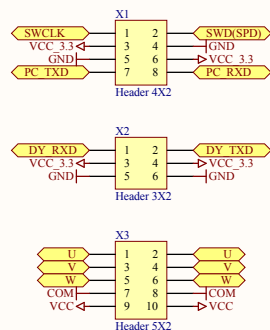 X1
SWCLK 1 2 SWD(SPD)
VCC_3.3 3 4 GND
GND 5 6 VCC_3.3
PC_TXD 7 8 PC_RXD
Header 4X2
X2
DY_RXD 1 2 DY_TXD
VCC_3.3 3 4 VCC_3.3
GND 5 6 GND
Header 3X2
X3
U 1 2 U
V 3 4 V
W 5 6 W
COM 7 8 COM
VCC 9 10 VCC
Header 5X2